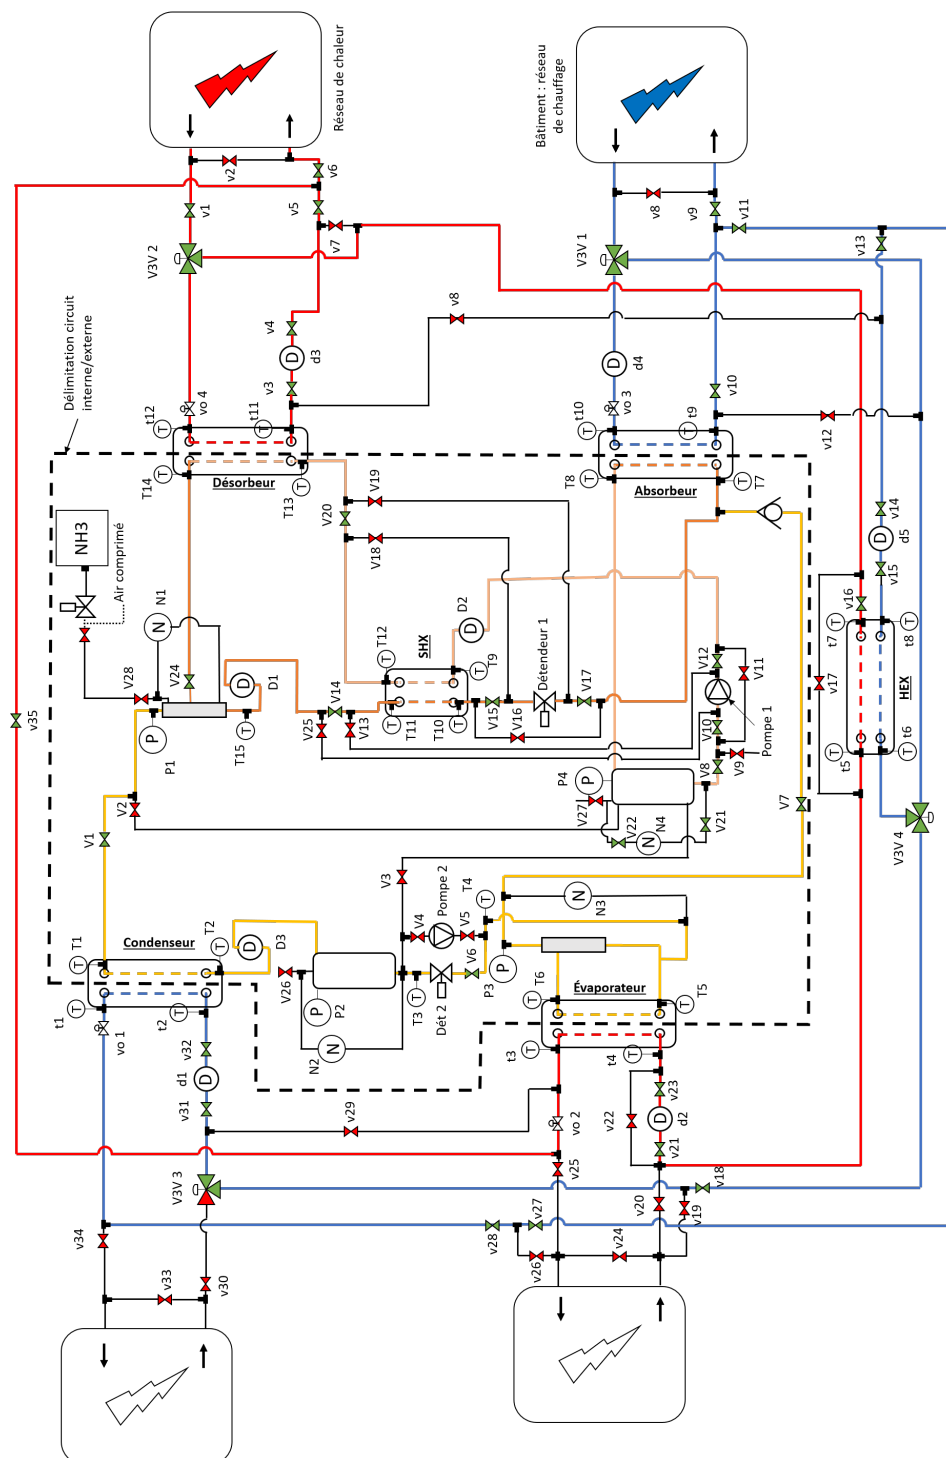 Réseau de chaleur
Bâtiment : réseau
de chauffage
v2
v6
v1
v5
v7
V3V 2
v8
v9
v11
v13
V3V 1
Délimitation circuit
interne/externe
v4
D
d3
v3
v8
D
d4
t12
T
vo 4
t11
T
t10
T
vo 3
v10
t9
T
v12
NH3
Air comprimé
T14
T
Désorbeur
T13
T
V19
V20
V18
T8
T
Absorbeur
T
T7
v14
D
d5
v15
N1
N
V28
V24
P
P1
D
D1
T
T15
T12
T
SHX
D
D2
T
T9
V14
V25
V13
T
T11
T
T10
V15
V16
Détendeur 1
V17
V12
V11
V10
Pompe 1
V8
V9
v16
v17
t7
T
T
t8
HEX
t5
T
T
t6
v35
V2
V1
P4
P
V27
V22
N
N4
V21
V7
V3V 4
V3
Condenseur
T1
T
T2
T
D
D3
V26
P
P2
N
N2
V4
Pompe 2
V5
T4
T
V6
T
T3
Dét 2
P3
P
N
N3
T6
T
Évaporateur
T
T5
t1
T
vo 1
t2
T
v32
d1
D
v31
t3
T
t4
T
v29
vo 2
v22
v23
D
d2
v21
V3V 3
v25
v20
v18
v19
v34
v28
v27
v26
v24
v33
v30